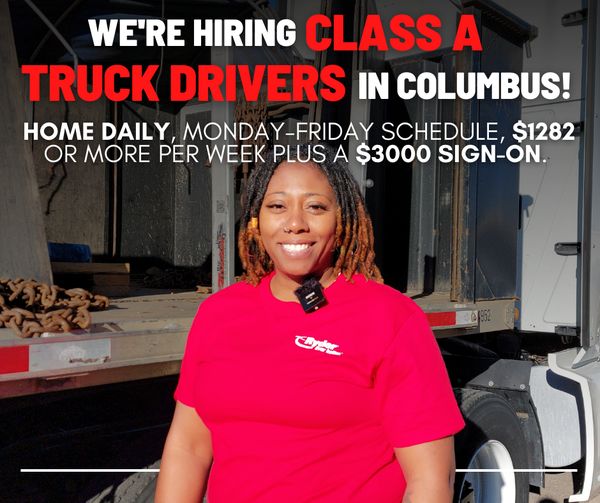 WE'RE HIRING CLASS A
TRUCK DRIVERS IN COLUMBUS!
HOME DAILY, MONDAY-FRIDAY SCHEDULE, $1282
OR MORE PER WEEK PLUS A $3000 SIGN-ON.
Ryder